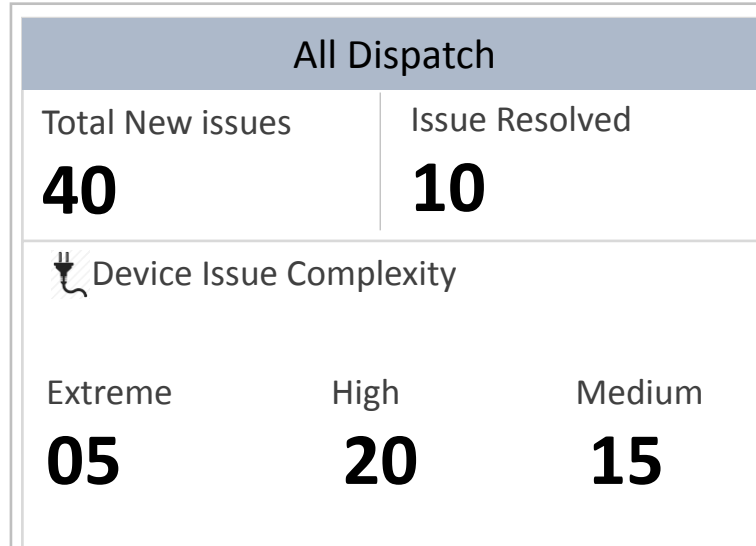 All Dispatch
Total New issues
40
Issue Resolved
10
Device Issue Complexity
Extreme
05
High
20
Medium
15